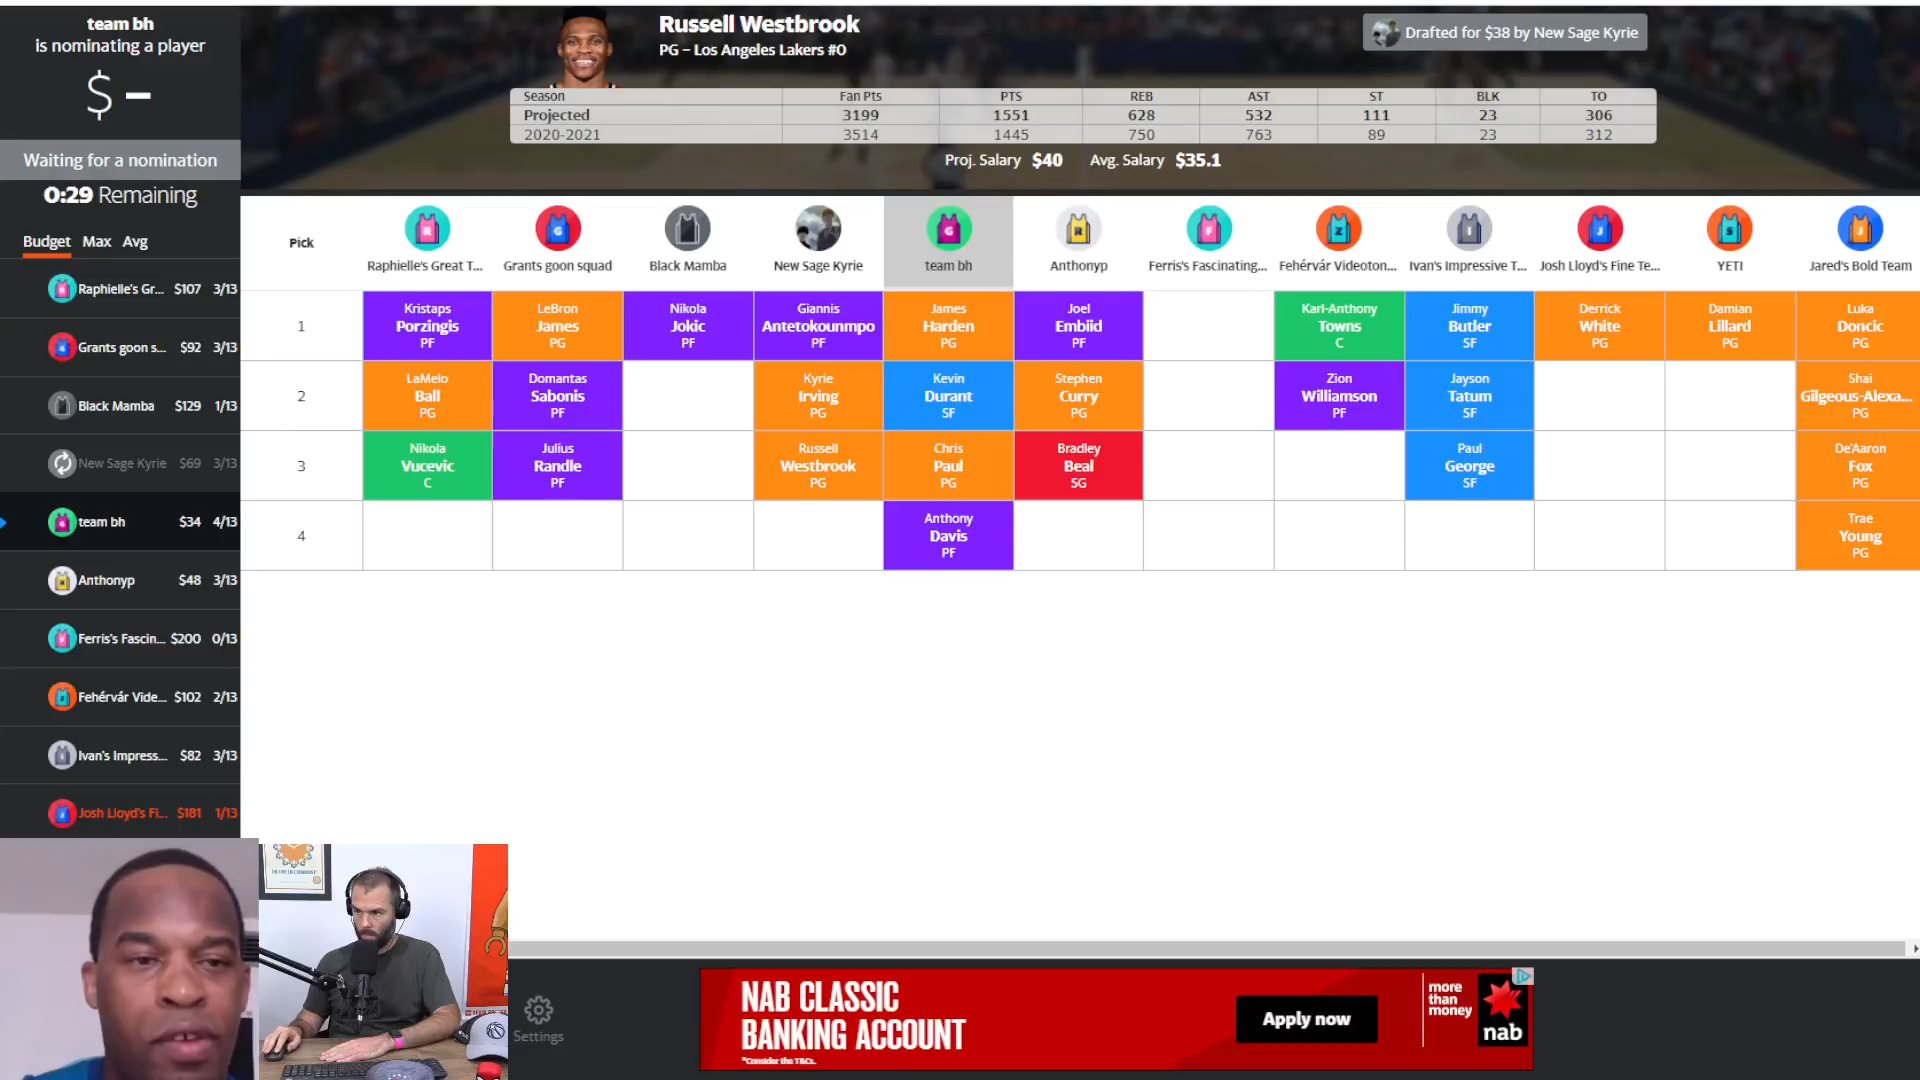 team bh
is nominating a player
$ –
Waiting for a nomination
0:29 Remaining
Budget Max Avg
Raphielle's Gr... $107 3/13
Grants goon s... $92 3/13
Black Mamba $129 1/13
New Sage Kyrie $69 3/13
team bh $34 4/13
Anthonyp $48 3/13
Ferris's Fascin... $200 0/13
Fehérvár Vide... $102 2/13
Ivan's Impress... $82 3/13
Josh Lloyd's Fi... $181 1/13
Russell Westbrook
PG – Los Angeles Lakers #0
Drafted for $38 by New Sage Kyrie
Season Fan Pts PTS REB AST ST BLK TO
Projected 3199 1551 628 532 111 23 306
2020-2021 3514 1445 750 763 89 23 312
Proj. Salary $40 Avg. Salary $35.1
Pick
Raphielle's Great T... Grants goon squad Black Mamba New Sage Kyrie team bh Anthonyp Ferris's Fascinating... Fehérvár Videoton... Ivan's Impressive T... Josh Lloyd's Fine Te... YETI Jared's Bold Team
1
Kristaps LeBron Nikola Giannis James Joel Karl-Anthony Jimmy Derrick Damian Luka
Porzingis James Jokic Antetokounmpo Harden Embiid Towns Butler White Lillard Doncic
PF PG PF PF PG PF C SF PG PG PG
2
LaMelo Domantas Kyrie Kevin Stephen Zion Jayson Shai
Ball Sabonis Irving Durant Curry Williamson Tatum Gilgeous-Alexa...
PG PF PG SF PG PF SF PG
3
Nikola Julius Russell Chris Bradley Paul De'Aaron
Vucevic Randle Westbrook Paul Beal George Fox
C PF PG PG SG SF PG
4
Anthony Trae
Davis Young
PF PG
Settings
NAB CLASSIC
BANKING ACCOUNT
*Consider the T&Cs.
Apply now
more
than
money
nab